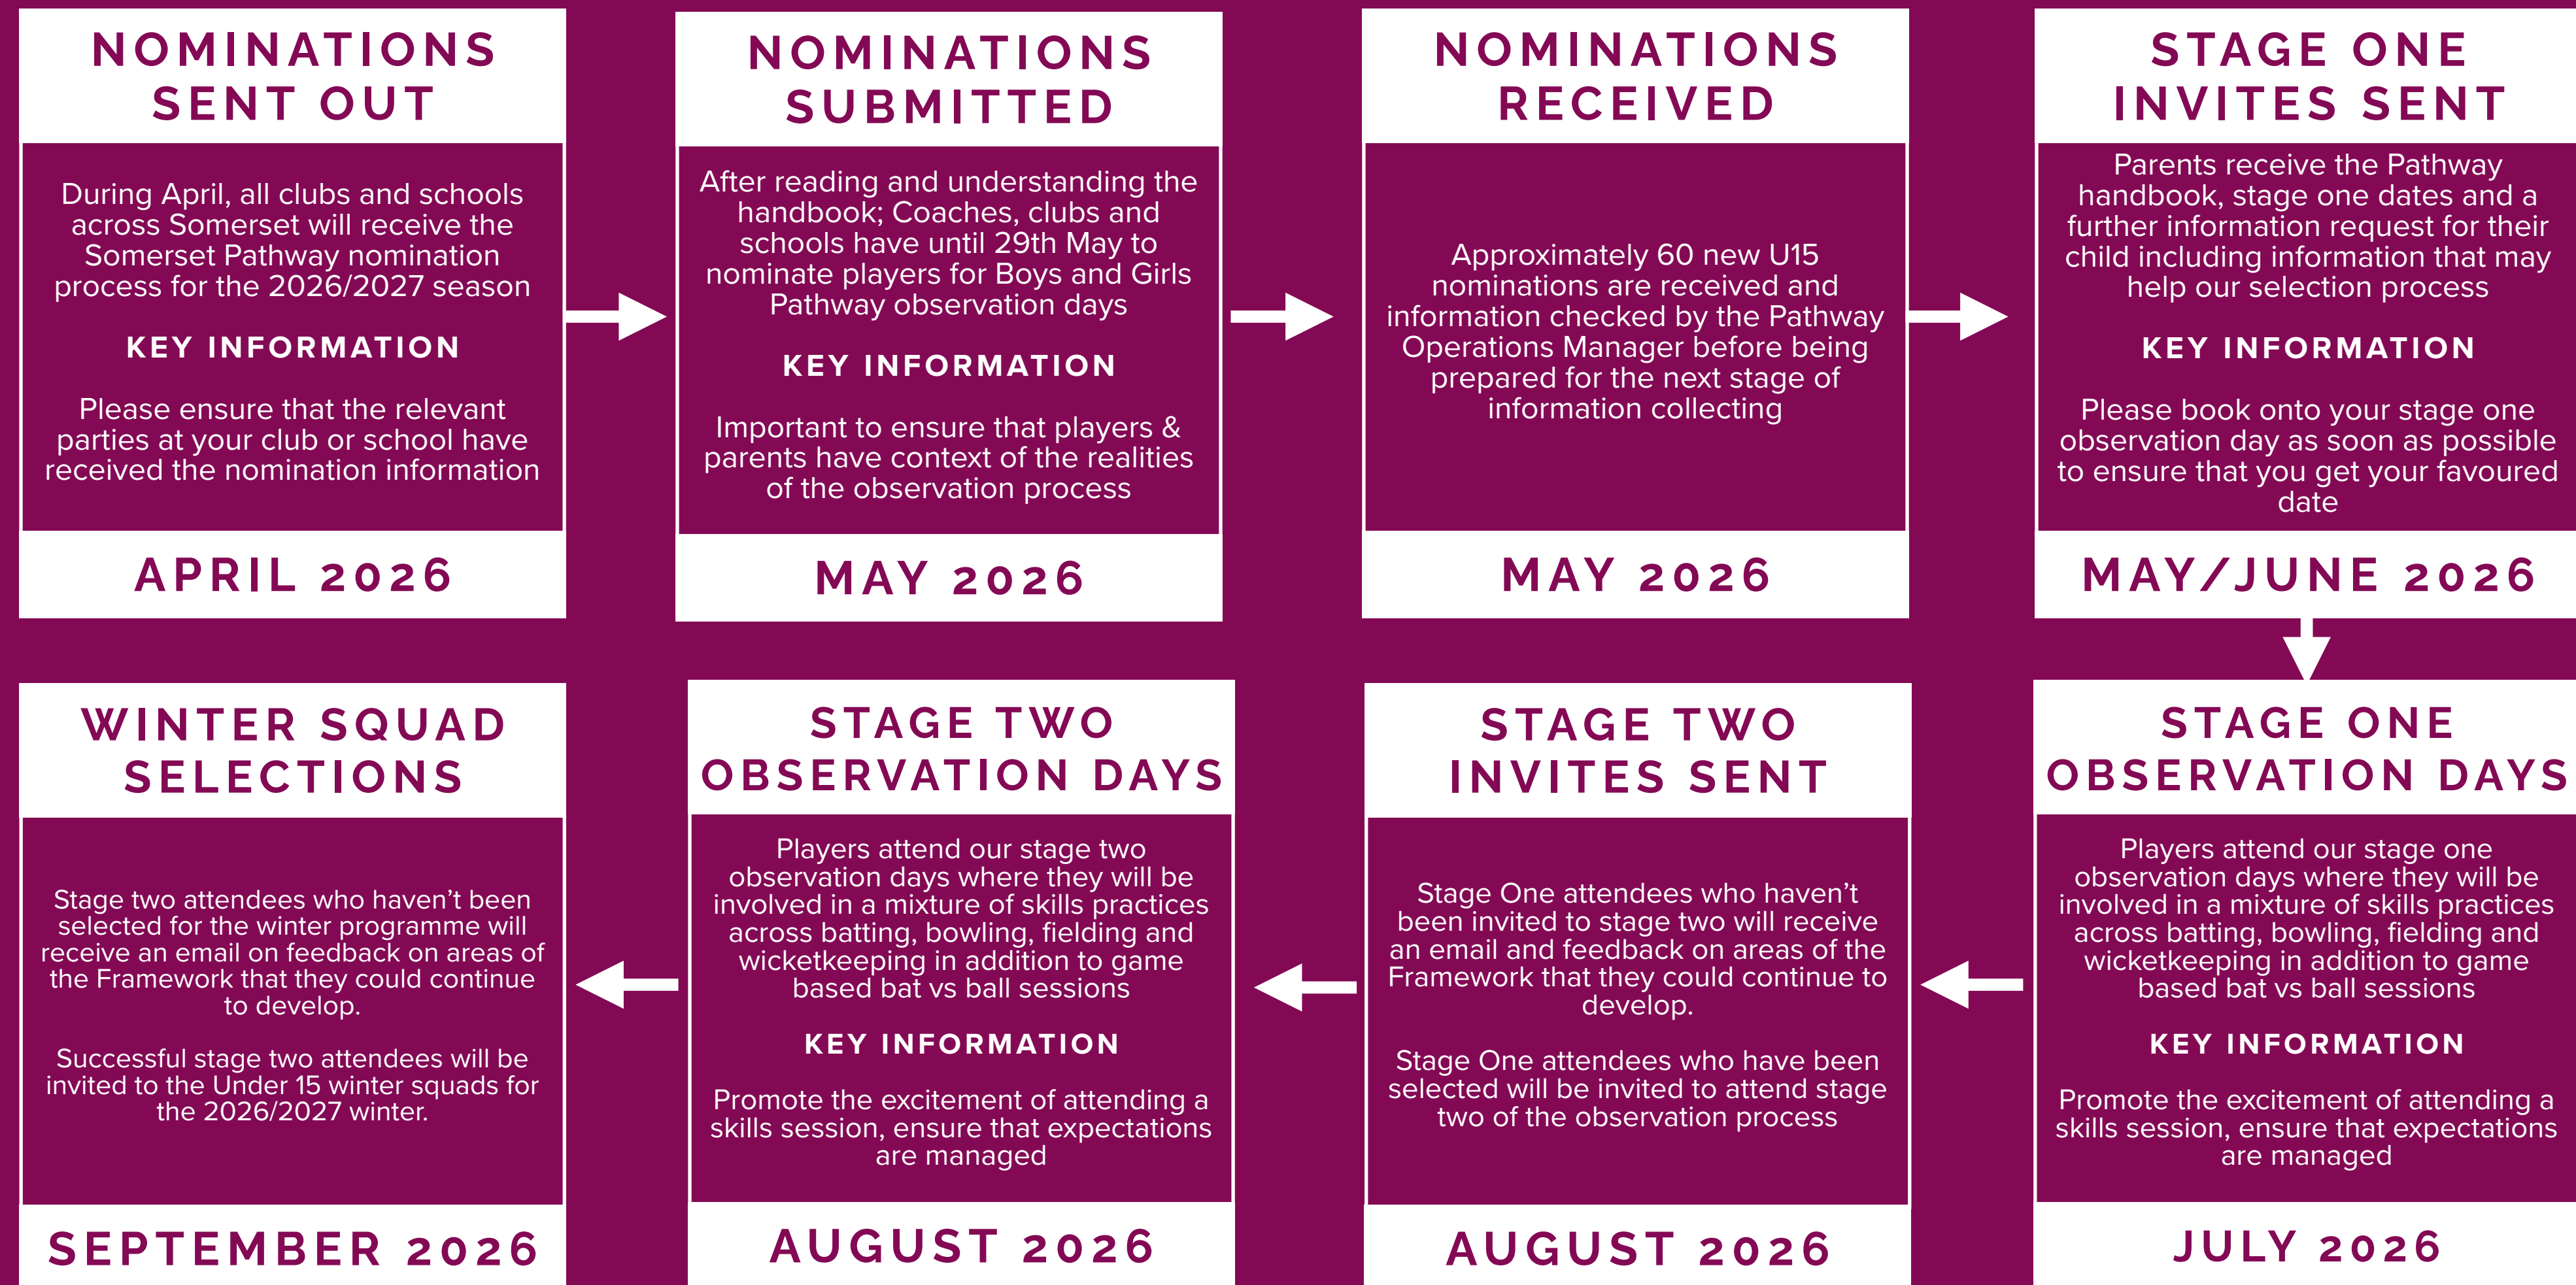 NOMINATIONS
SENT OUT
During April, all clubs and schools
across Somerset will receive the
Somerset Pathway nomination
process for the 2026/2027 season
KEY INFORMATION
Please ensure that the relevant
parties at your club or school have
received the nomination information
APRIL 2026
NOMINATIONS
SUBMITTED
After reading and understanding the
handbook; Coaches, clubs and
schools have until 29th May to
nominate players for Boys and Girls
Pathway observation days
KEY INFORMATION
Important to ensure that players &
parents have context of the realities
of the observation process
MAY 2026
NOMINATIONS
RECEIVED
Approximately 60 new U15
nominations are received and
information checked by the Pathway
Operations Manager before being
prepared for the next stage of
information collecting
MAY 2026
STAGE ONE
INVITES SENT
Parents receive the Pathway
handbook, stage one dates and a
further information request for their
child including information that may
help our selection process
KEY INFORMATION
Please book onto your stage one
observation day as soon as possible
to ensure that you get your favoured
date
MAY/JUNE 2026
STAGE ONE
OBSERVATION DAYS
Players attend our stage one
observation days where they will be
involved in a mixture of skills practices
across batting, bowling, fielding and
wicketkeeping in addition to game
based bat vs ball sessions
KEY INFORMATION
Promote the excitement of attending a
skills session, ensure that expectations
are managed
JULY 2026
STAGE TWO
INVITES SENT
Stage One attendees who haven't
been invited to stage two will receive
an email and feedback on areas of the
Framework that they could continue to
develop.
Stage One attendees who have been
selected will be invited to attend stage
two of the observation process
AUGUST 2026
STAGE TWO
OBSERVATION DAYS
Players attend our stage two
observation days where they will be
involved in a mixture of skills practices
across batting, bowling, fielding and
wicketkeeping in addition to game
based bat vs ball sessions
KEY INFORMATION
Promote the excitement of attending a
skills session, ensure that expectations
are managed
AUGUST 2026
WINTER SQUAD
SELECTIONS
Stage two attendees who haven't been
selected for the winter programme will
receive an email on feedback on areas of
the Framework that they could continue
to develop.
Successful stage two attendees will be
invited to the Under 15 winter squads for
the 2026/2027 winter.
SEPTEMBER 2026